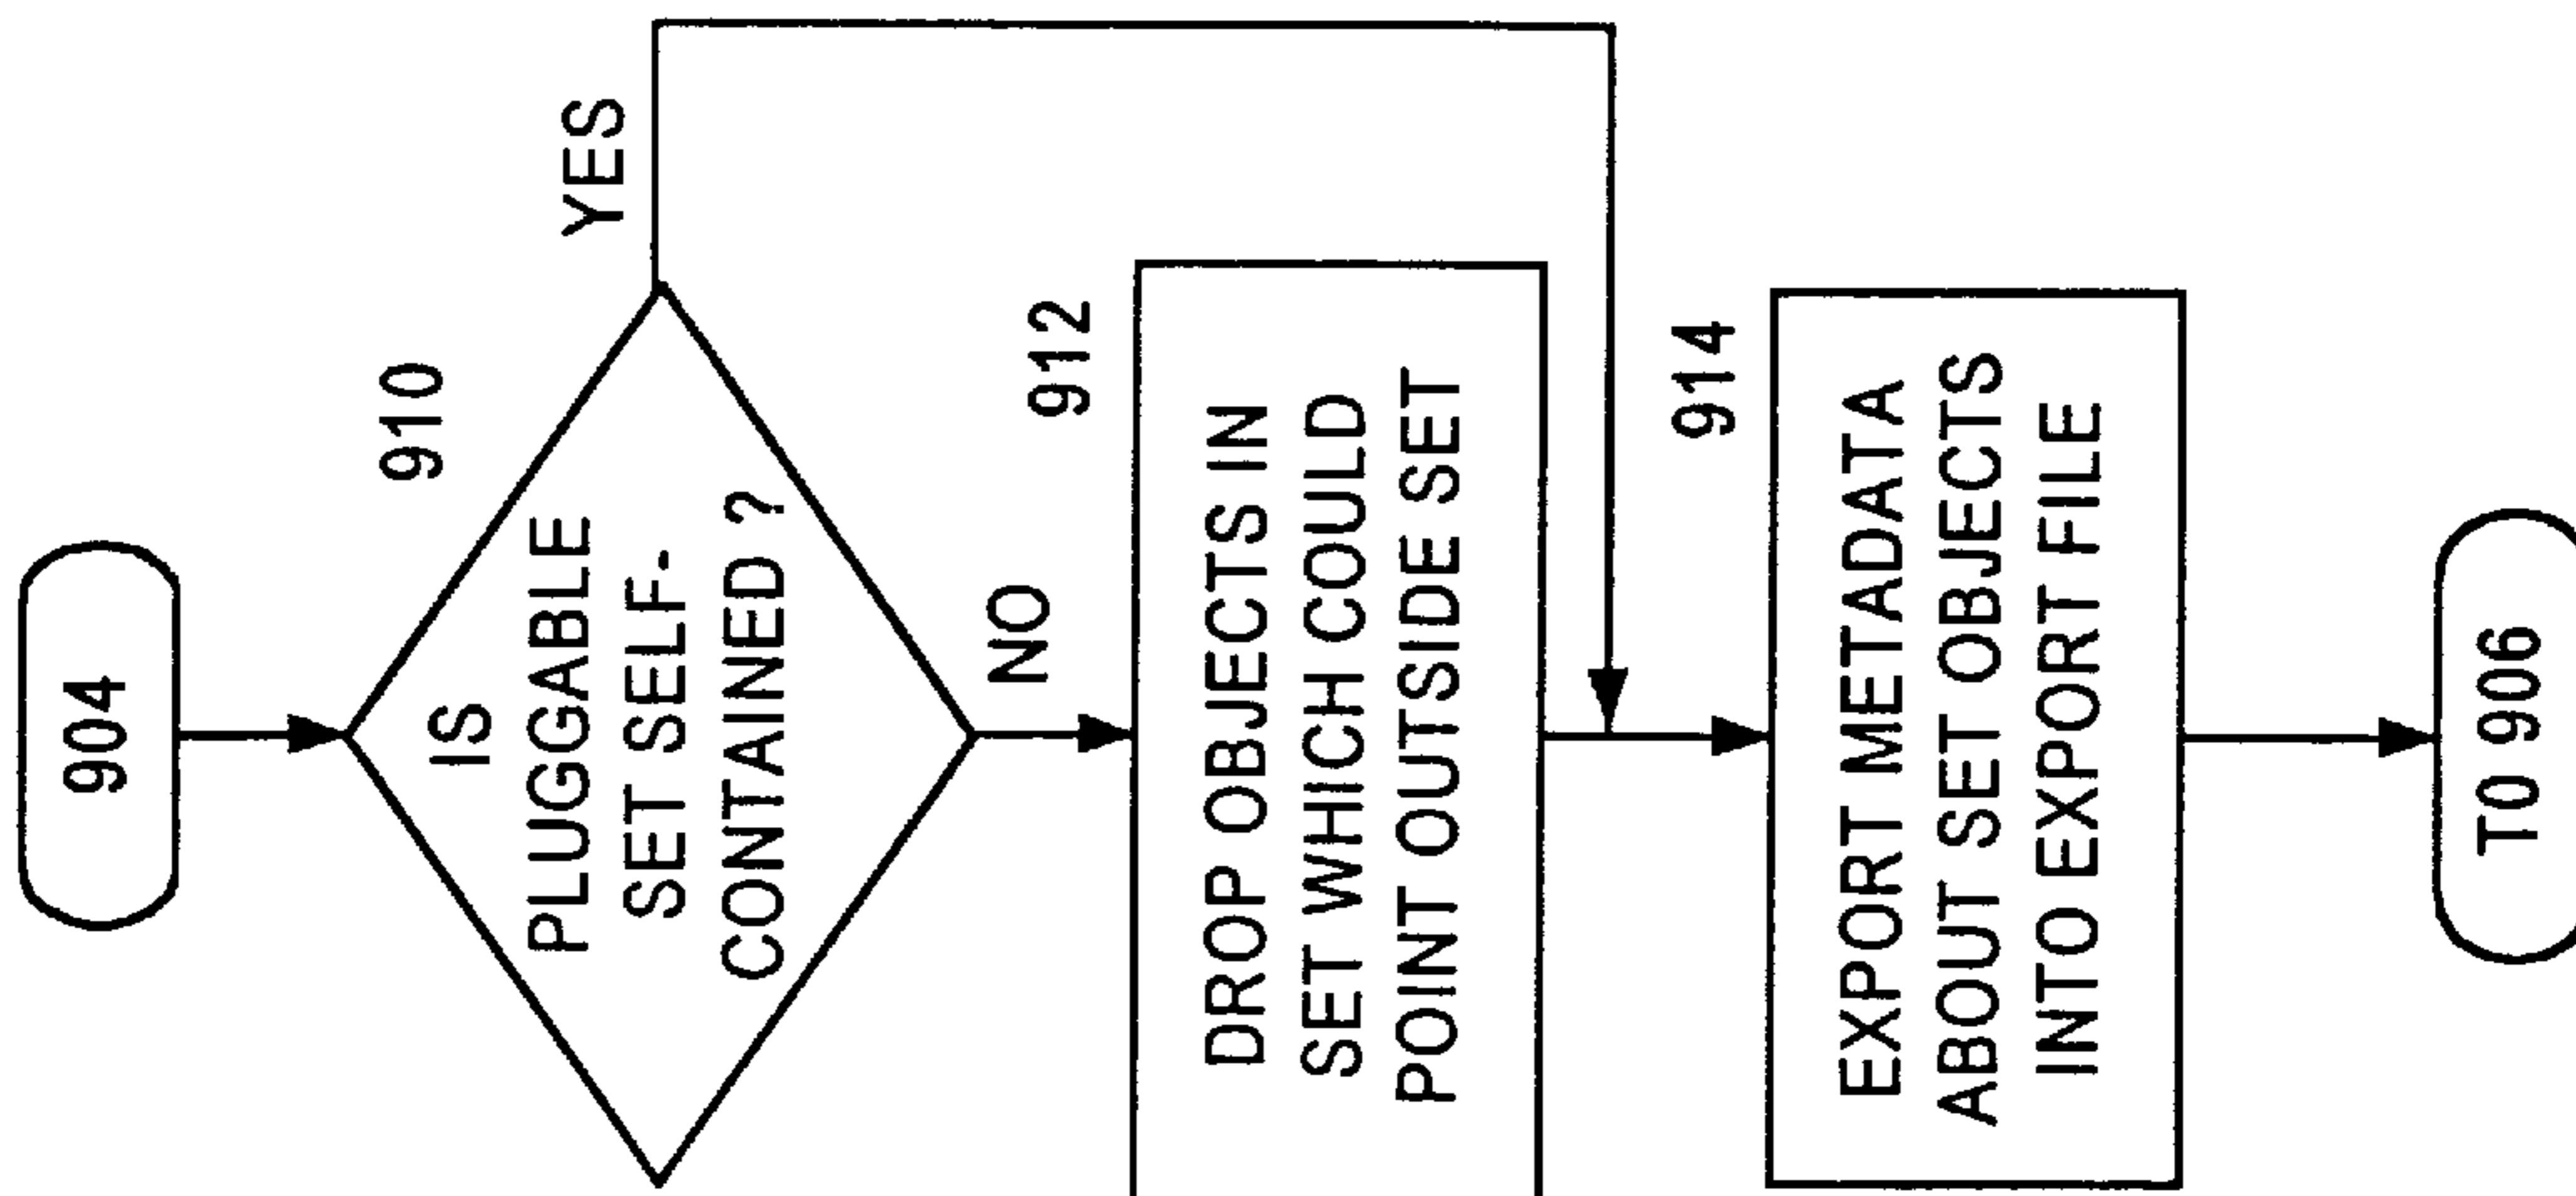 904
910
IS
PLUGGABLE
SET SELF-
CONTAINED ?
YES
NO
912
DROP OBJECTS IN
SET WHICH COULD
POINT OUTSIDE SET
914
EXPORT METADATA
ABOUT SET OBJECTS
INTO EXPORT FILE
TO 906